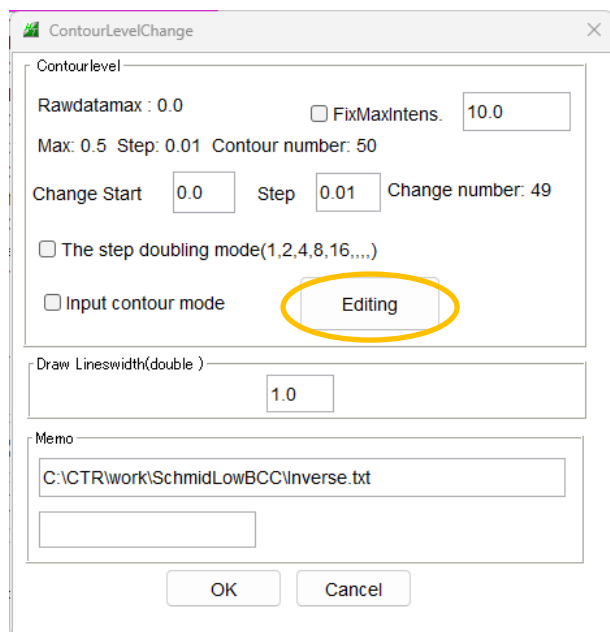 ContourLevelChange
Contourlevel
Rawdatamax : 0.0 FixMaxIntens. 10.0
Max: 0.5 Step: 0.01 Contour number: 50
Change Start 0.0 Step 0.01 Change number: 49
The step doubling mode(1,2,4,8,16,,,,)
Input contour mode Editing
Draw Lineswidth(double )
1.0
Memo
C:\CTR\work\SchmidLowBCC\Inverse.txt
OK Cancel